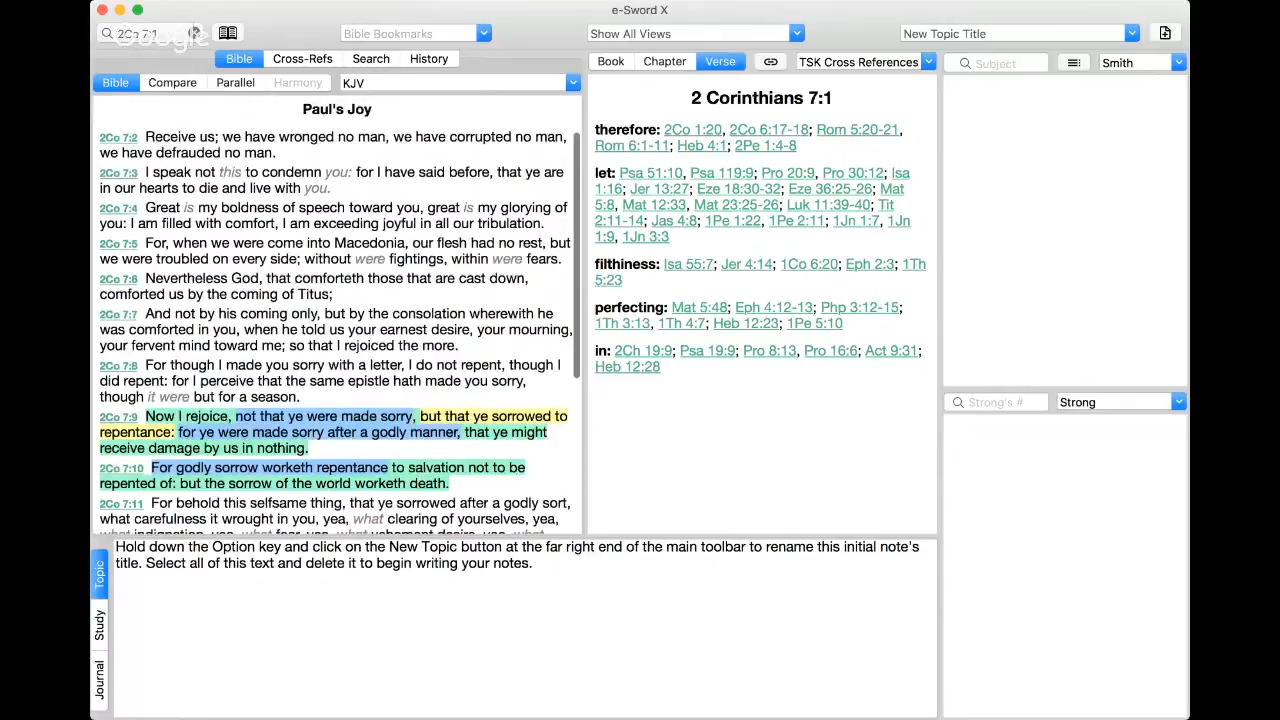 e-Sword X
2Co 7:1
Google
Bible Bookmarks
Show All Views
New Topic Title
Bible Cross-Refs Search History
Book Chapter Verse
TSK Cross References
Subject
Smith
Bible Compare Parallel Harmony
KJV
Paul's Joy
2Co 7:2 Receive us; we have wronged no man, we have corrupted no man,
we have defrauded no man.
2Co 7:3 I speak not this to condemn you: for I have said before, that ye are
in our hearts to die and live with you.
2Co 7:4 Great is my boldness of speech toward you, great is my glorying of
you: I am filled with comfort, I am exceeding joyful in all our tribulation.
2Co 7:5 For, when we were come into Macedonia, our flesh had no rest, but
we were troubled on every side; without were fightings, within were fears.
2Co 7:6 Nevertheless God, that comforteth those that are cast down,
comforted us by the coming of Titus;
2Co 7:7 And not by his coming only, but by the consolation wherewith he
was comforted in you, when he told us your earnest desire, your mourning,
your fervent mind toward me; so that I rejoiced the more.
2Co 7:8 For though I made you sorry with a letter, I do not repent, though I
did repent: for I perceive that the same epistle hath made you sorry,
though it were but for a season.
2Co 7:9 Now I rejoice, not that ye were made sorry, but that ye sorrowed to
repentance: for ye were made sorry after a godly manner, that ye might
receive damage by us in nothing.
2Co 7:10 For godly sorrow worketh repentance to salvation not to be
repented of: but the sorrow of the world worketh death.
2Co 7:11 For behold this selfsame thing, that ye sorrowed after a godly sort,
what carefulness it wrought in you, yea, what clearing of yourselves, yea,
what indignation, yea, what fear, yea, what vehement desire, yea, what
2 Corinthians 7:1
therefore: 2Co 1:20, 2Co 6:17-18; Rom 5:20-21,
Rom 6:1-11; Heb 4:1; 2Pe 1:4-8
let: Psa 51:10, Psa 119:9; Pro 20:9, Pro 30:12; Isa
1:16; Jer 13:27; Eze 18:30-32; Eze 36:25-26; Mat
5:8, Mat 12:33, Mat 23:25-26; Luk 11:39-40; Tit
2:11-14; Jas 4:8; 1Pe 1:22, 1Pe 2:11; 1Jn 1:7, 1Jn
1:9, 1Jn 3:3
filthiness: Isa 55:7; Jer 4:14; 1Co 6:20; Eph 2:3; 1Th
5:23
perfecting: Mat 5:48; Eph 4:12-13; Php 3:12-15;
1Th 3:13, 1Th 4:7; Heb 12:23; 1Pe 5:10
in: 2Ch 19:9; Psa 19:9; Pro 8:13, Pro 16:6; Act 9:31;
Heb 12:28
Strong's #
Strong
Topic
Study
Journal
Hold down the Option key and click on the New Topic button at the far right end of the main toolbar to rename this initial note's
title. Select all of this text and delete it to begin writing your notes.